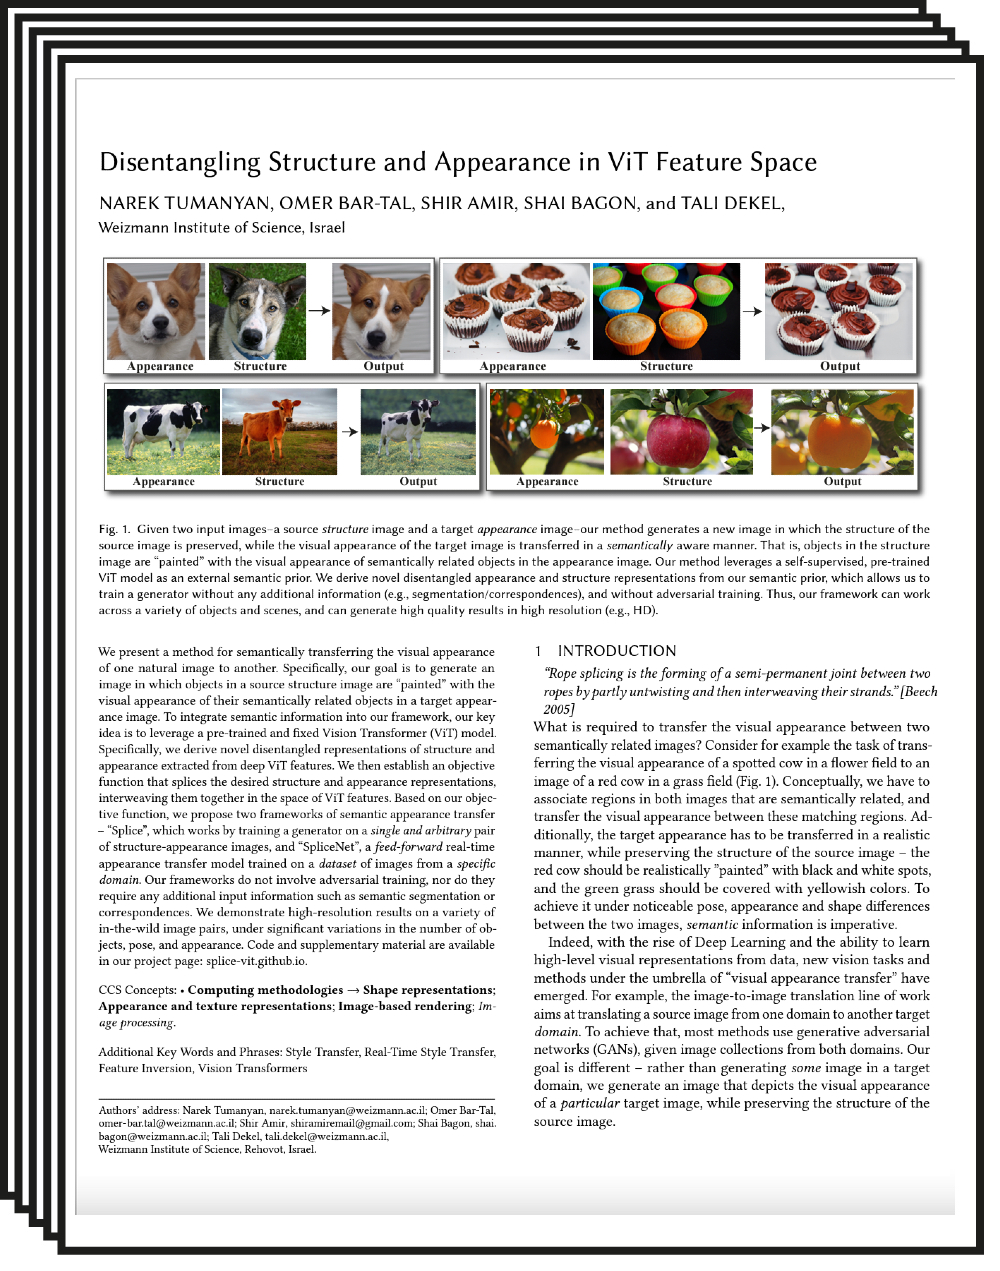 Disentangling Structure and Appearance in ViT Feature Space
NAREK TUMANYAN, OMER BAR-TAL, SHIR AMIR, SHAI BAGON, and TALI DEKEL,
Weizmann Institute of Science, Israel
Appearance Structure Output Appearance Structure Output
Appearance Structure Output Appearance Structure Output
Fig. 1. Given two input images–a source structure image and a target appearance image–our method generates a new image in which the structure of the
source image is preserved, while the visual appearance of the target image is transferred in a semantically aware manner. That is, objects in the structure
image are “painted” with the visual appearance of semantically related objects in the appearance image. Our method leverages a self-supervised, pre-trained
ViT model as an external semantic prior. We derive novel disentangled appearance and structure representations from our semantic prior, which allows us to
train a generator without any additional information (e.g., segmentation/correspondences), and without adversarial training. Thus, our framework can work
across a variety of objects and scenes, and can generate high quality results in high resolution (e.g., HD).
We present a method for semantically transferring the visual appearance
of one natural image to another. Specifically, our goal is to generate an
image in which objects in a source structure image are “painted” with the
visual appearance of their semantically related objects in a target appear-
ance image. To integrate semantic information into our framework, our key
idea is to leverage a pre-trained and fixed Vision Transformer (ViT) model.
Specifically, we derive novel disentangled representations of structure and
appearance extracted from deep ViT features. We then establish an objective
function that splices the desired structure and appearance representations,
interweaving them together in the space of ViT features. Based on our objec-
tive function, we propose two frameworks of semantic appearance transfer
– “Splice”, which works by training a generator on a single and arbitrary pair
of structure-appearance images, and “SpliceNet”, a feed-forward real-time
appearance transfer model trained on a dataset of images from a specific
domain. Our frameworks do not involve adversarial training, nor do they
require any additional input information such as semantic segmentation or
correspondences. We demonstrate high-resolution results on a variety of
in-the-wild image pairs, under significant variations in the number of ob-
jects, pose, and appearance. Code and supplementary material are available
in our project page: splice-vit.github.io.
CCS Concepts: • Computing methodologies → Shape representations;
Appearance and texture representations; Image-based rendering; Im-
age processing.
Additional Key Words and Phrases: Style Transfer, Real-Time Style Transfer,
Feature Inversion, Vision Transformers
Authors’ address: Narek Tumanyan, narek.tumanyan@weizmann.ac.il; Omer Bar-Tal,
omer-bar.tal@weizmann.ac.il; Shir Amir, shiramiremail@gmail.com; Shai Bagon, shai.
bagon@weizmann.ac.il; Tali Dekel, tali.dekel@weizmann.ac.il,
Weizmann Institute of Science, Rehovot, Israel.
1 INTRODUCTION
“Rope splicing is the forming of a semi-permanent joint between two
ropes by partly untwisting and then interweaving their strands.” [Beech
2005]
What is required to transfer the visual appearance between two
semantically related images? Consider for example the task of trans-
ferring the visual appearance of a spotted cow in a flower field to an
image of a red cow in a grass field (Fig. 1). Conceptually, we have to
associate regions in both images that are semantically related, and
transfer the visual appearance between these matching regions. Ad-
ditionally, the target appearance has to be transferred in a realistic
manner, while preserving the structure of the source image – the
red cow should be realistically ”painted” with black and white spots,
and the green grass should be covered with yellowish colors. To
achieve it under noticeable pose, appearance and shape differences
between the two images, semantic information is imperative.
Indeed, with the rise of Deep Learning and the ability to learn
high-level visual representations from data, new vision tasks and
methods under the umbrella of “visual appearance transfer” have
emerged. For example, the image-to-image translation line of work
aims at translating a source image from one domain to another target
domain. To achieve that, most methods use generative adversarial
networks (GANs), given image collections from both domains. Our
goal is different – rather than generating some image in a target
domain, we generate an image that depicts the visual appearance
of a particular target image, while preserving the structure of the
source image.